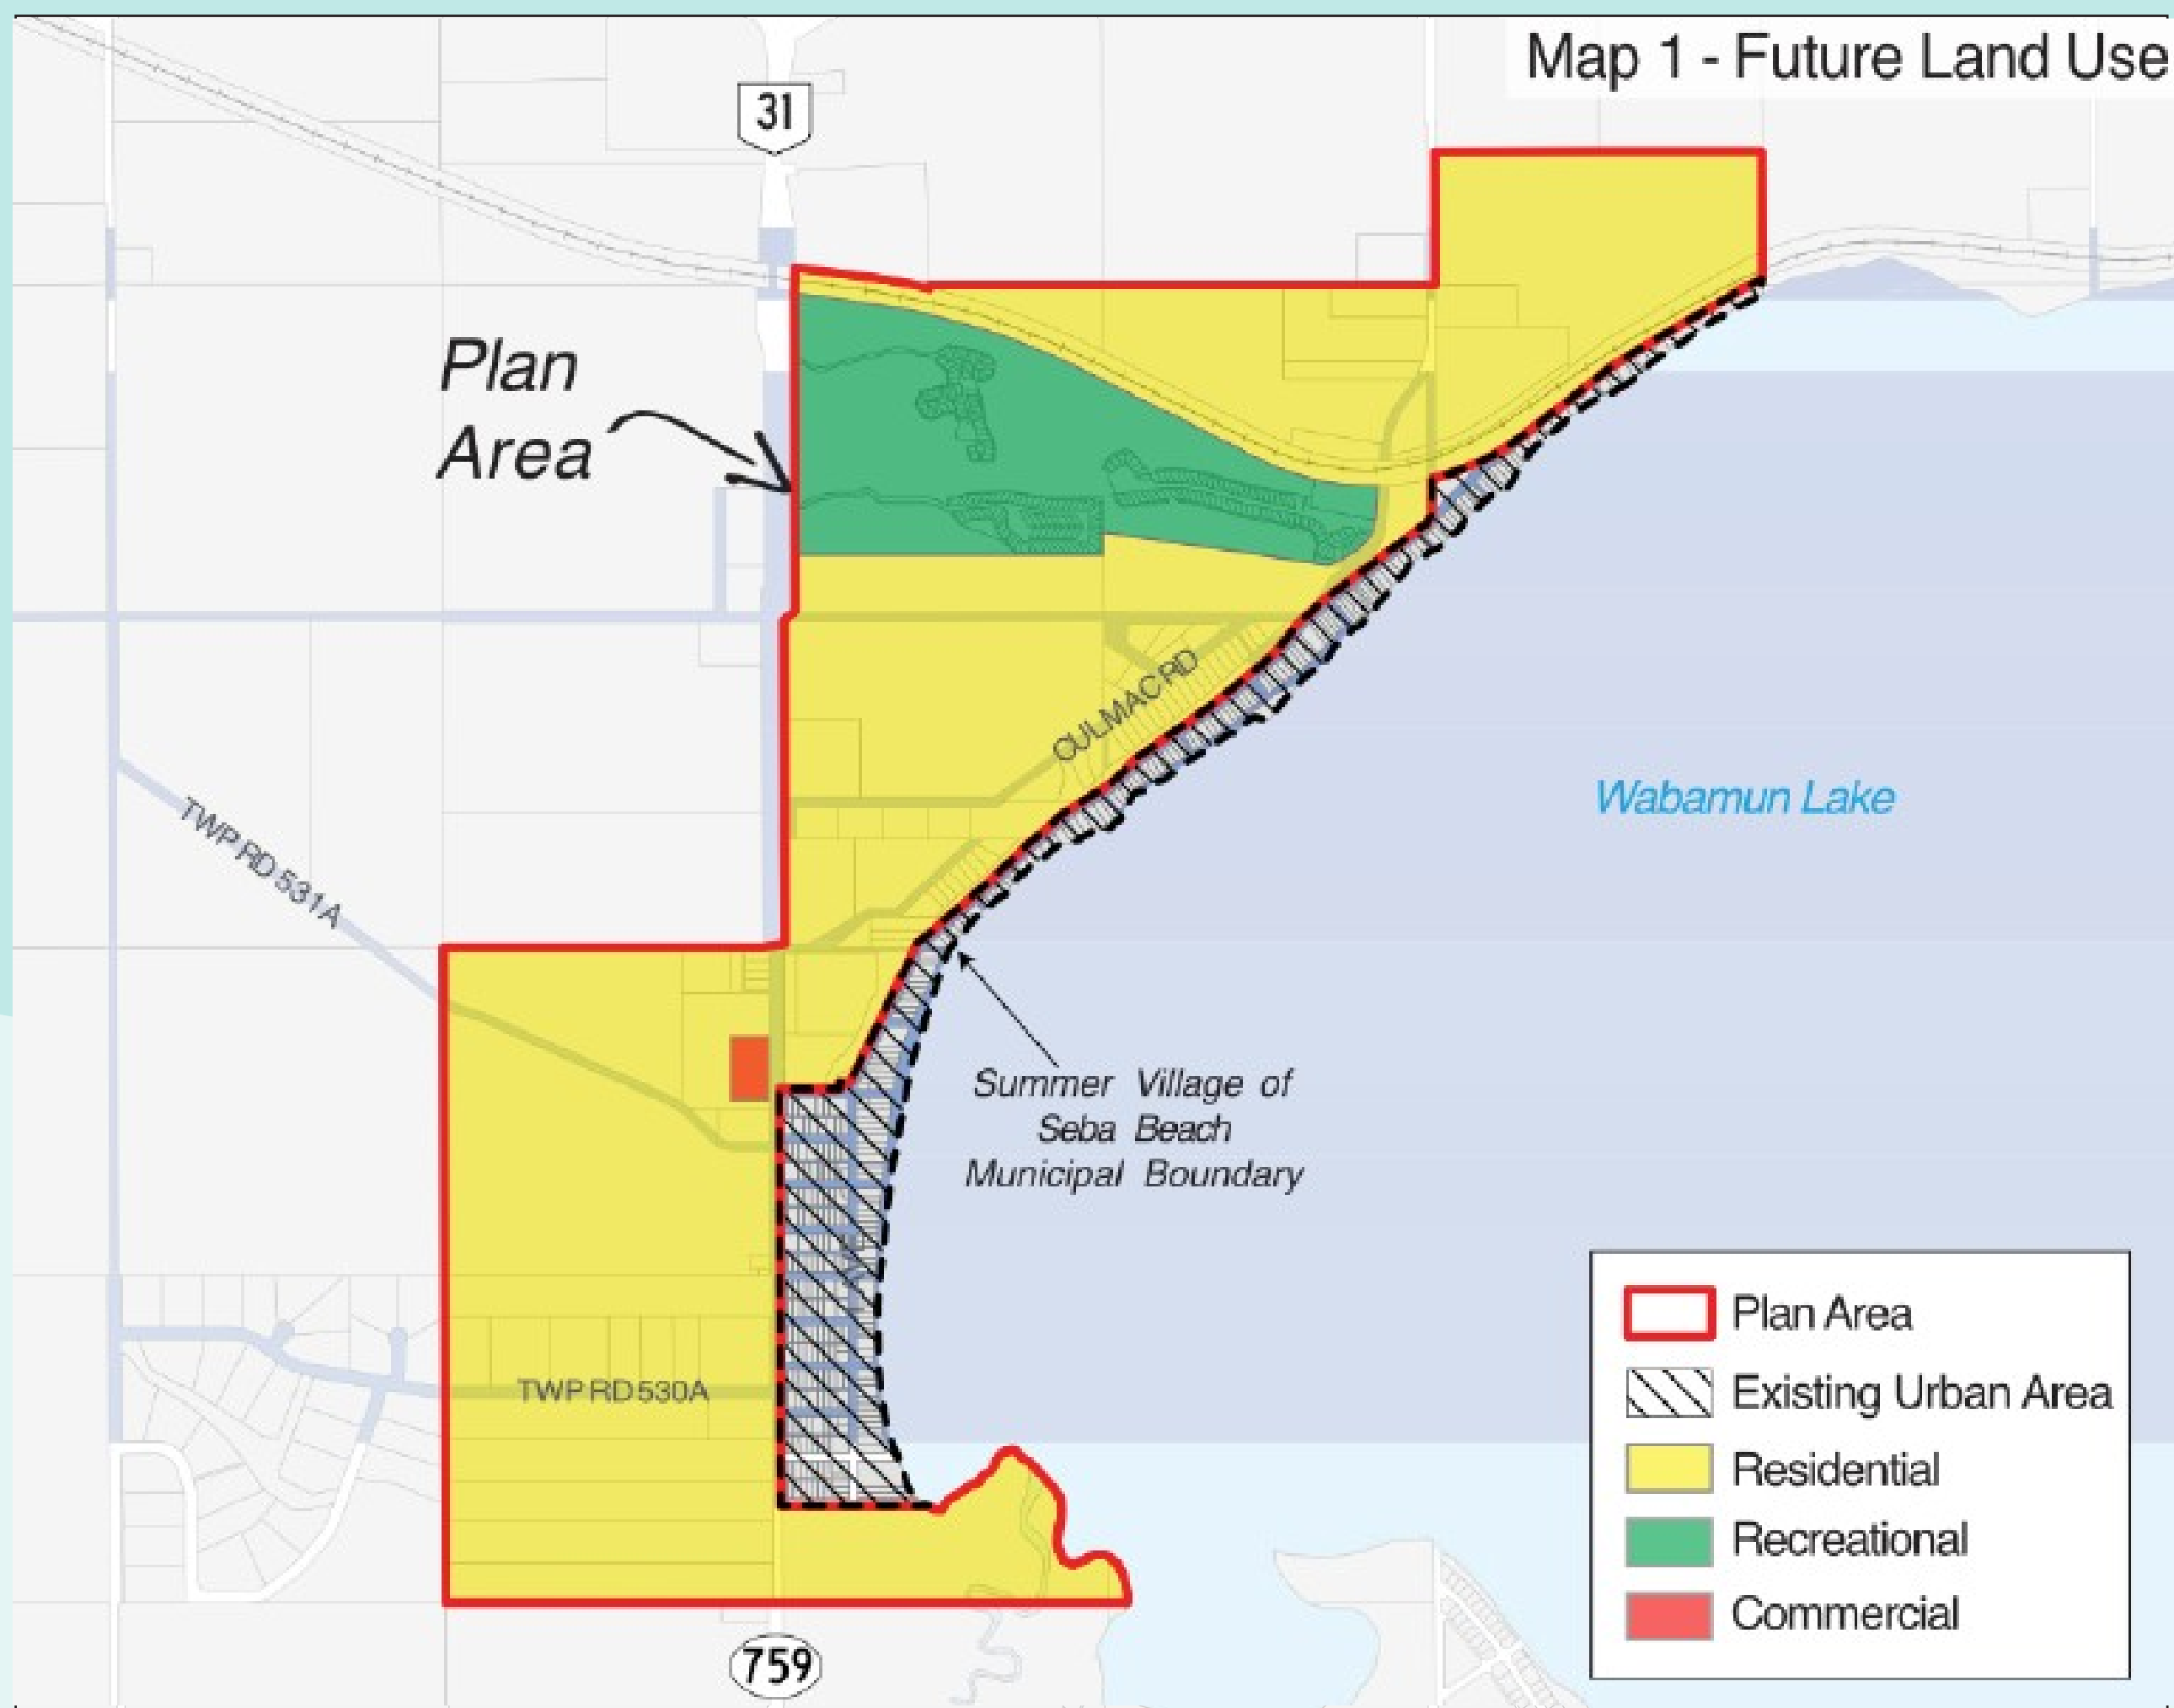 Map 1 - Future Land Use
31
Plan
Area
CULMAC RD
Wabamun Lake
TWP RD 531A
Summer Village of
Seba Beach
Municipal Boundary
TWP RD 530A
759
Plan Area
Existing Urban Area
Residential
Recreational
Commercial